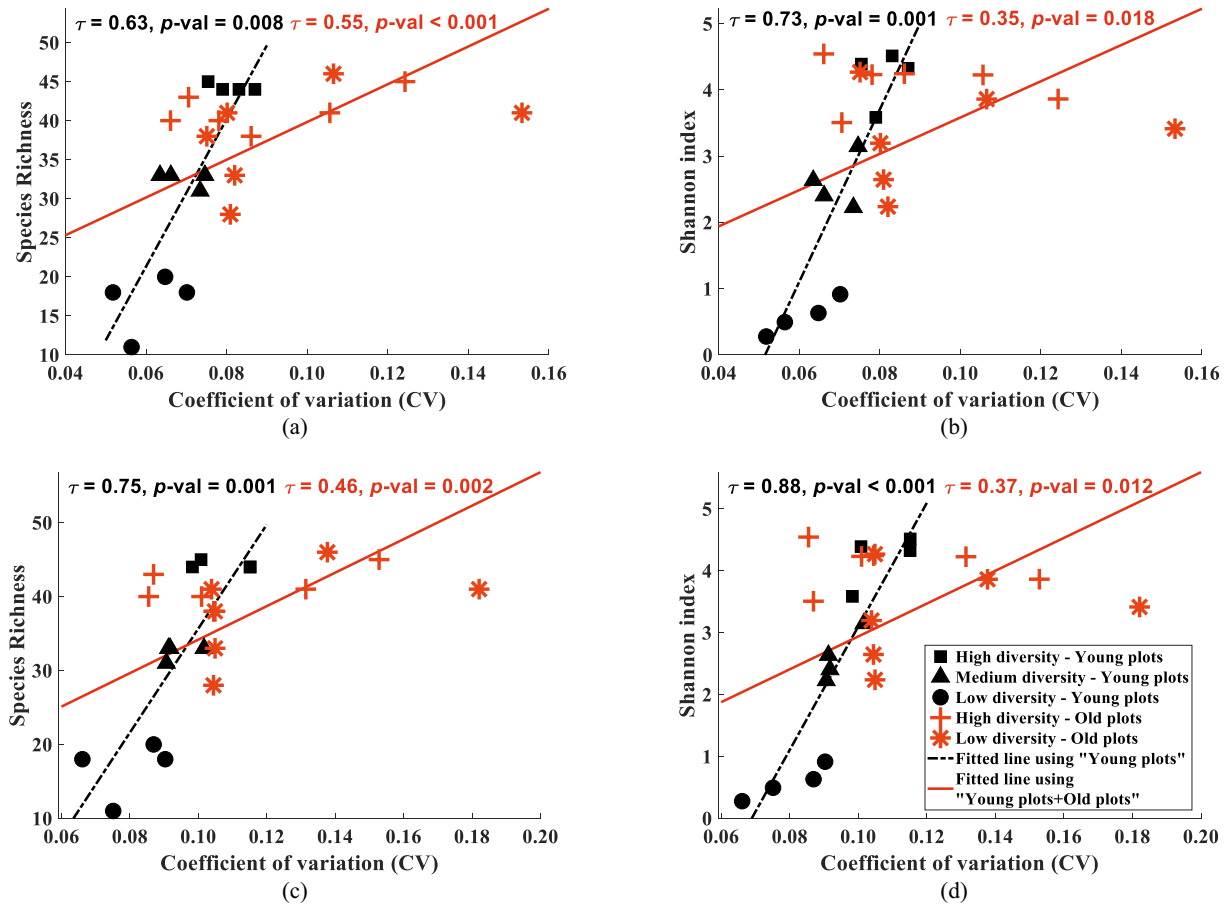 τ = 0.63, p-val = 0.008 τ = 0.55, p-val < 0.001
50
45
40
35
30
25
20
15
10
Species Richness
0.04 0.06 0.08 0.10 0.12 0.14 0.16
Coefficient of variation (CV)
(a)
τ = 0.73, p-val = 0.001 τ = 0.35, p-val = 0.018
5
4
3
2
1
0
Shannon index
0.04 0.06 0.08 0.10 0.12 0.14 0.16
Coefficient of variation (CV)
(b)
τ = 0.75, p-val = 0.001 τ = 0.46, p-val = 0.002
50
40
30
20
10
Species Richness
0.06 0.08 0.10 0.12 0.14 0.16 0.18 0.20
Coefficient of variation (CV)
(c)
τ = 0.88, p-val < 0.001 τ = 0.37, p-val = 0.012
5
4
3
2
1
0
Shannon index
High diversity - Young plots
Medium diversity - Young plots
Low diversity - Young plots
High diversity - Old plots
Low diversity - Old plots
Fitted line using "Young plots"
Fitted line using
"Young plots+Old plots"
0.06 0.08 0.10 0.12 0.14 0.16 0.18 0.20
Coefficient of variation (CV)
(d)